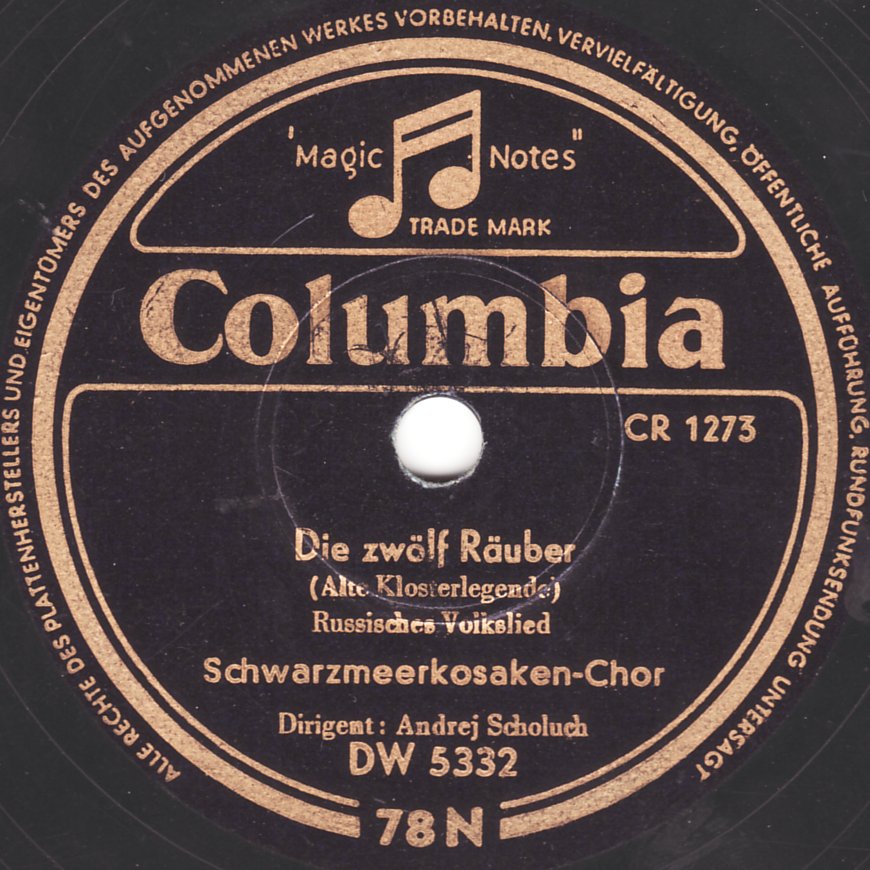 ALLE RECHTE DES PLATTENHERSTELLERS UND EIGENTÜMERS DES AUFGENOMMENEN WERKES VORBEHALTEN. VERVIELFÄLTIGUNG, ÖFFENTLICHE AUFFÜHRUNG, RUNDFUNKSENDUNG UNTERSAGT
'Magic Notes"
TRADE MARK
Columbia
CR 1273
Die zwölf Räuber
(Alte Klosterlegende)
Russisches Volkslied
Schwarzmeerkosaken-Chor
Dirigent: Andrej Scholuch
DW 5332
78 N